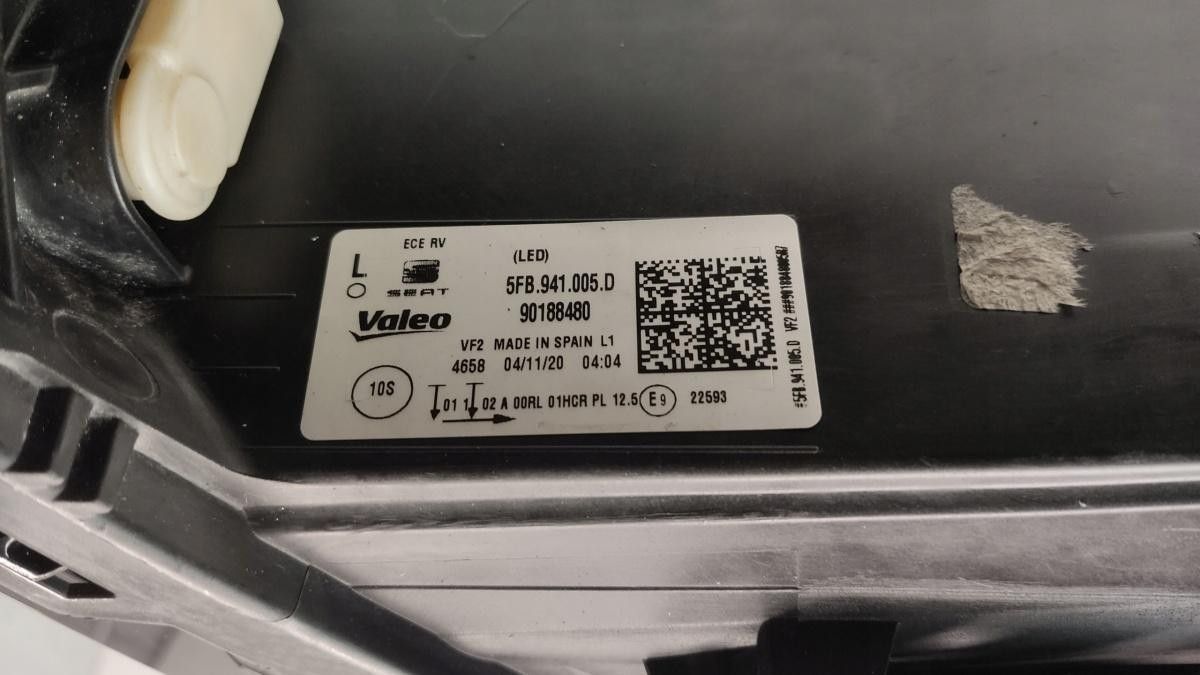 ECE RV
L
SEAT
Valeo
(LED)
5FB.941.005.D
90188480
VF2 MADE IN SPAIN L1
4658 04/11/20 04:04
10S
01 1 02 A 00RL 01HCR PL 12.5 E9 22593
#5FB.941.005.D VF2